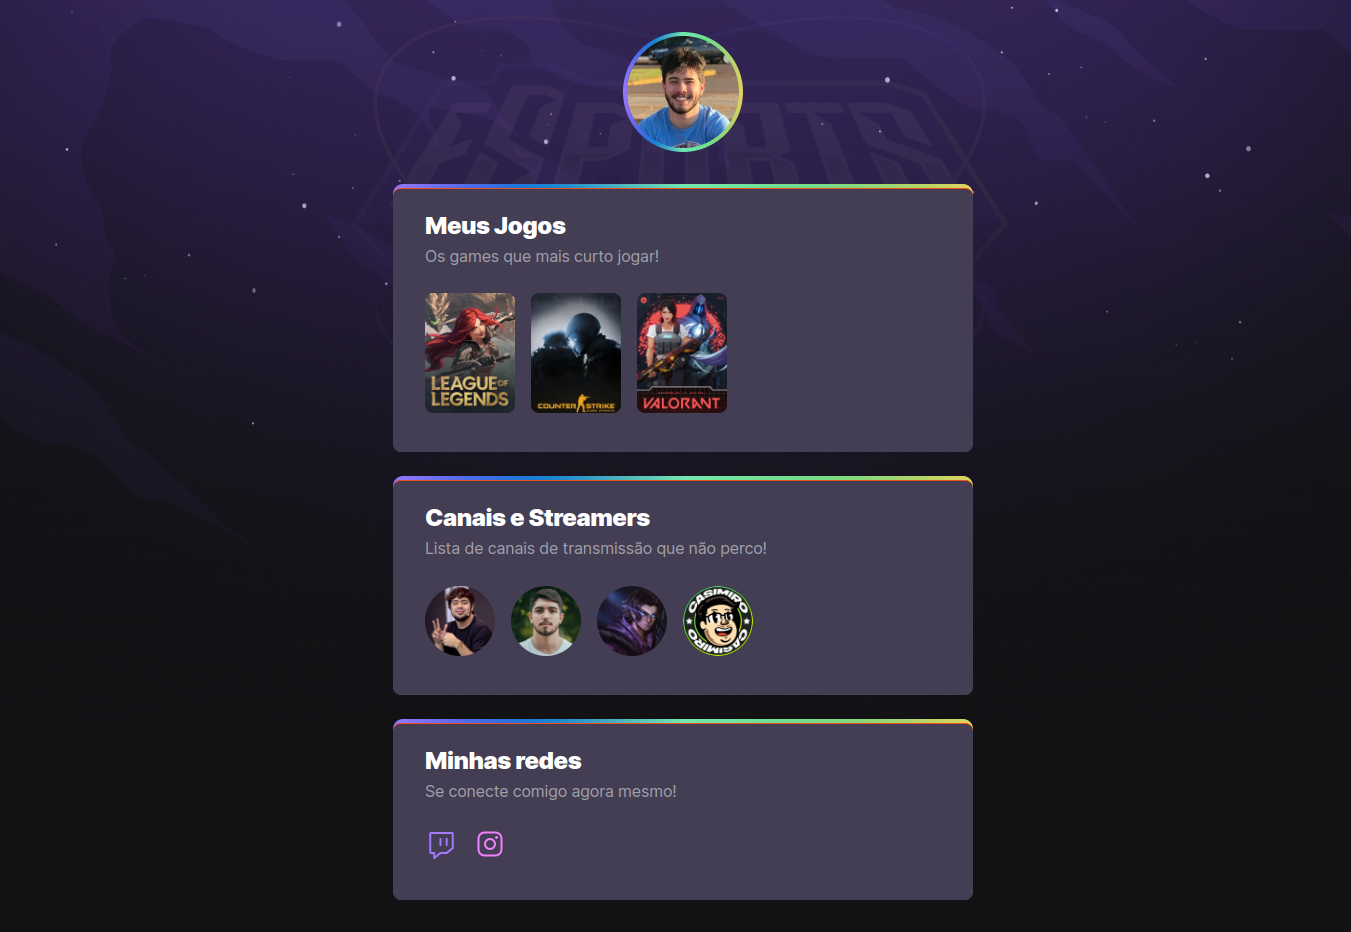 ESPORTS
Meus Jogos
Os games que mais curto jogar!
LEAGUE OF
LEGENDS
COUNTER STRIKE
VALORANT
Canais e Streamers
Lista de canais de transmissão que não perco!
CASIMIRO
CASIMIRO
Minhas redes
Se conecte comigo agora mesmo!